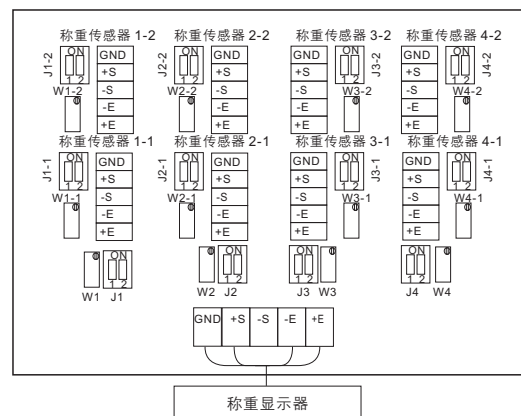 称重传感器 1-2 称重传感器 2-2 称重传感器 3-2 称重传感器 4-2
J1-2 ON 1 2 W1-2 GND +S -S -E +E
J2-2 ON 1 2 W2-2 GND +S -S -E +E
GND +S -S -E +E ON 1 2 J3-2 W3-2
GND +S -S -E +E ON 1 2 J4-2 W4-2
称重传感器 1-1 称重传感器 2-1 称重传感器 3-1 称重传感器 4-1
J1-1 ON 1 2 W1-1 GND +S -S -E +E
J2-1 ON 1 2 W2-1 GND +S -S -E +E
GND +S -S -E +E ON 1 2 J3-1 W3-1
GND +S -S -E +E ON 1 2 J4-1 W4-1
ON 1 2 ON 1 2 ON 1 2 ON 1 2
W1 J1 W2 J2 J3 W3 J4 W4
GND +S -S -E +E
称重显示器